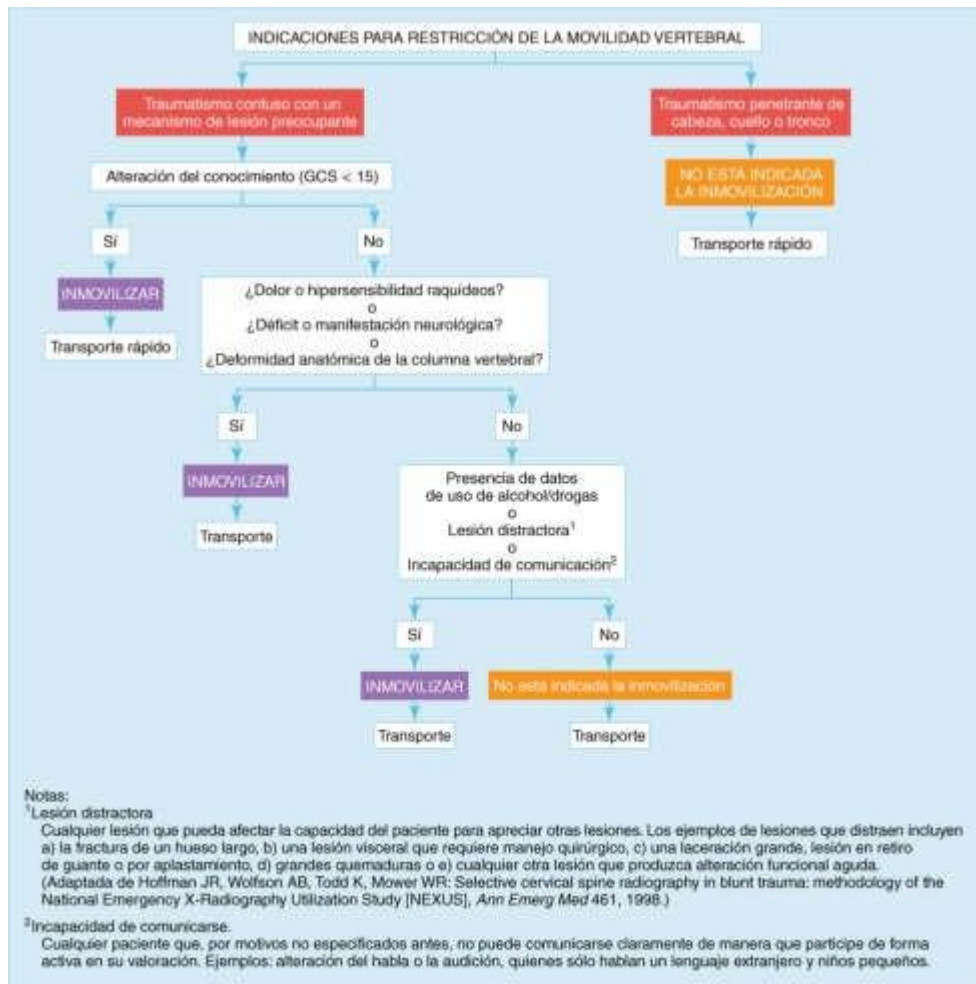 INDICACIONES PARA RESTRICCIÓN DE LA MOVILIDAD VERTEBRAL
Traumatismo contuso con un
mecanismo de lesión preocupante
Traumatismo penetrante de
cabeza, cuello o tronco
Alteración del conocimiento (GCS < 15)
NO ESTÁ INDICADA
LA INMOVILIZACIÓN
Sí
No
Transporte rápido
INMOVILIZAR
Transporte rápido
¿Dolor o hipersensibilidad raquídeos?
o
¿Déficit o manifestación neurológica?
o
¿Deformidad anatómica de la columna vertebral?
Sí
No
INMOVILIZAR
Transporte
Presencia de datos
de uso de alcohol/drogas
o
Lesión distractora1
o
Incapacidad de comunicación2
Sí
No
INMOVILIZAR
No está indicada la inmovilización
Transporte
Transporte
Notas:
1Lesión distractora
Cualquier lesión que pueda afectar la capacidad del paciente para apreciar otras lesiones. Los ejemplos de lesiones que distraen incluyen
a) la fractura de un hueso largo, b) una lesión visceral que requiere manejo quirúrgico, c) una laceración grande, lesión en retiro
de guante o por aplastamiento, d) grandes quemaduras o e) cualquier otra lesión que produzca alteración funcional aguda.
(Adaptada de Hoffman JR, Wolfson AB, Todd K, Mower WR: Selective cervical spine radiography in blunt trauma: methodology of the
National Emergency X-Radiography Utilization Study [NEXUS], Ann Emerg Med 461, 1998.)
2Incapacidad de comunicarse.
Cualquier paciente que, por motivos no especificados antes, no puede comunicarse claramente de manera que participe de forma
activa en su valoración. Ejemplos: alteración del habla o la audición, quienes sólo hablan un lenguaje extranjero y niños pequeños.